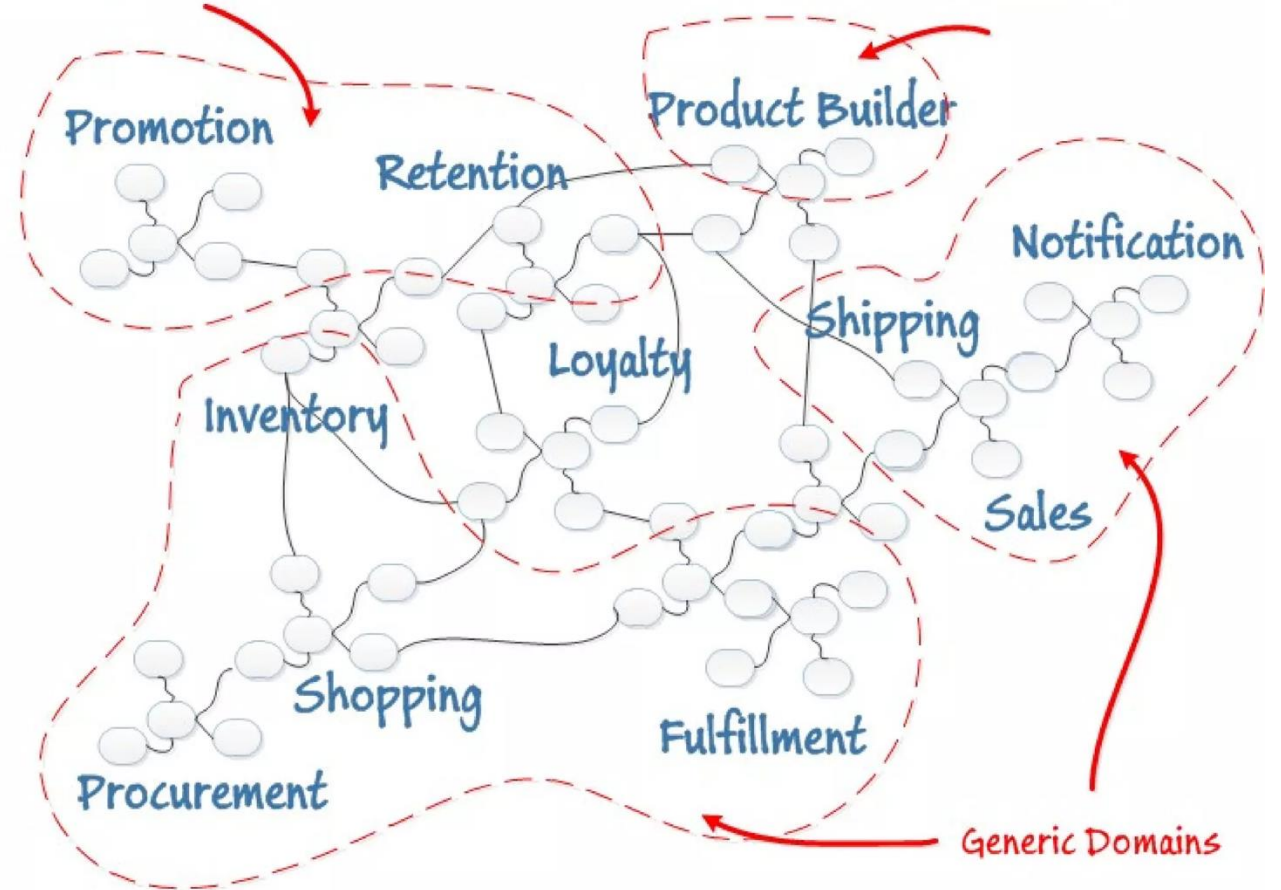 Product Builder
Promotion
Retention
Notification
Shipping
Loyalty
Inventory
Sales
Shopping
Fulfillment
Procurement
Generic Domains